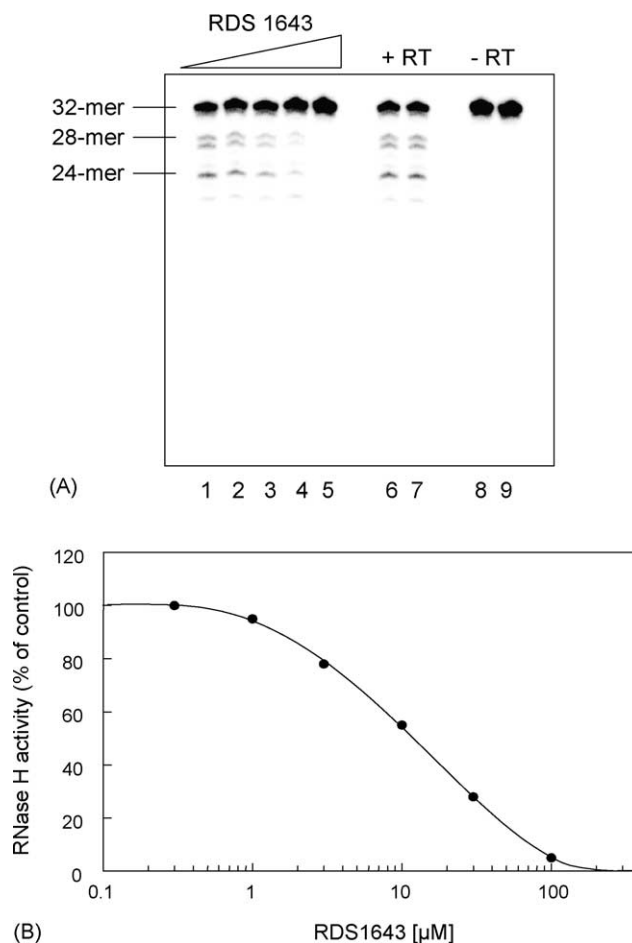 RDS 1643
+ RT - RT
32-mer
28-mer
24-mer
(A) 1 2 3 4 5 6 7 8 9
120
100
80
60
40
20
0
RNase H activity (% of control)
0.1 1 10 100
(B) RDS1643 [µM]